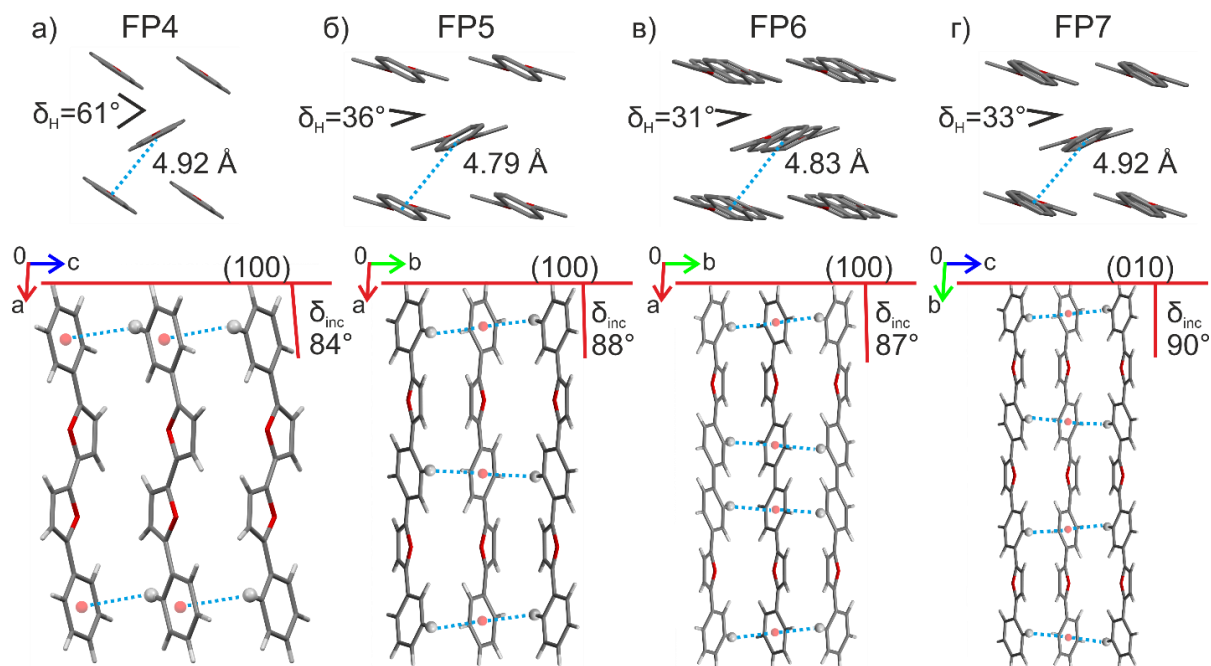 а) FP4
δH=61°
4.92 Å
б) FP5
δH=36°
4.79 Å
в) FP6
δH=31°
4.83 Å
г) FP7
δH=33°
4.92 Å
0
c
a
(100)
δinc
84°
0
b
a
(100)
δinc
88°
0
b
a
(100)
δinc
87°
0
c
b
(010)
δinc
90°